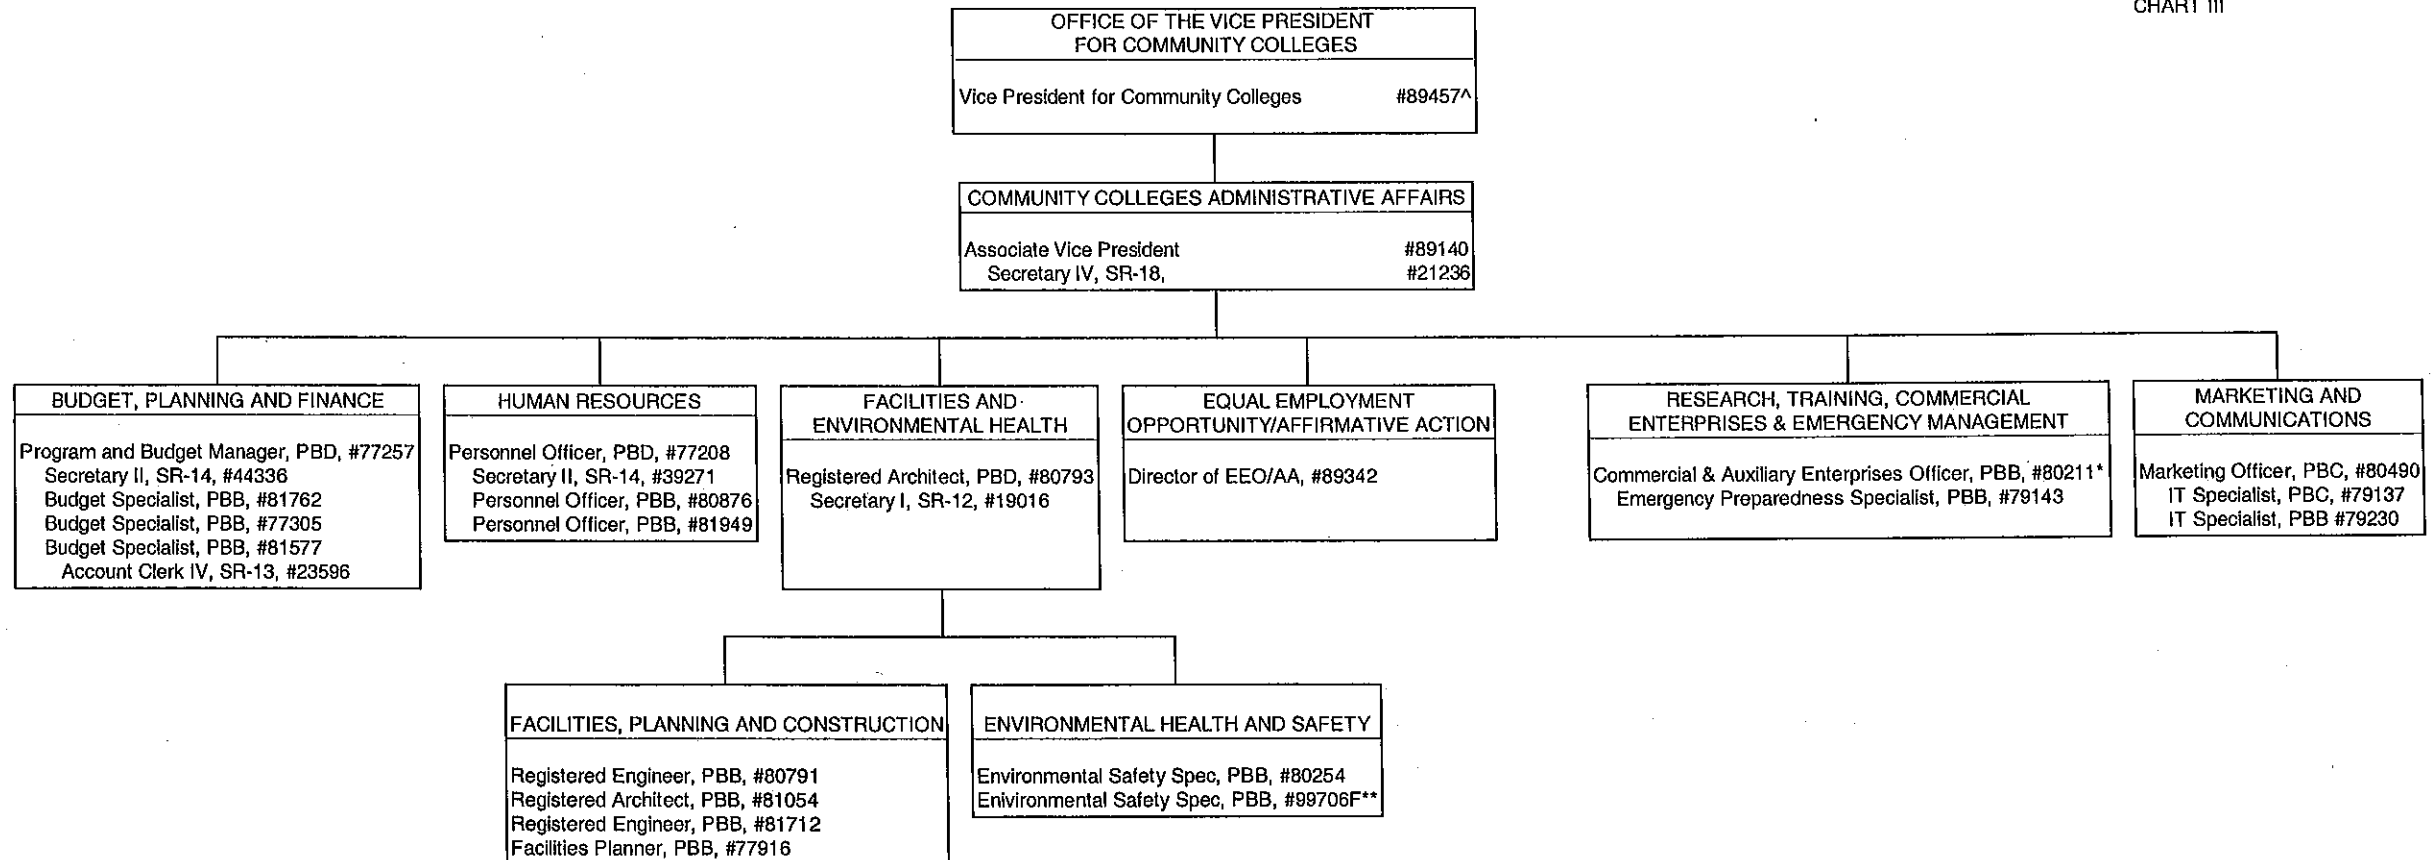 CHART III
OFFICE OF THE VICE PRESIDENT
FOR COMMUNITY COLLEGES
Vice President for Community Colleges #89457^
COMMUNITY COLLEGES ADMINISTRATIVE AFFAIRS
Associate Vice President #89140
Secretary IV, SR-18, #21236
BUDGET, PLANNING AND FINANCE
Program and Budget Manager, PBD, #77257
Secretary II, SR-14, #44336
Budget Specialist, PBB, #81762
Budget Specialist, PBB, #77305
Budget Specialist, PBB, #81577
Account Clerk IV, SR-13, #23596
HUMAN RESOURCES
Personnel Officer, PBD, #77208
Secretary II, SR-14, #39271
Personnel Officer, PBB, #80876
Personnel Officer, PBB, #81949
FACILITIES AND
ENVIRONMENTAL HEALTH
Registered Architect, PBD, #80793
Secretary I, SR-12, #19016
EQUAL EMPLOYMENT
OPPORTUNITY/AFFIRMATIVE ACTION
Director of EEO/AA, #89342
RESEARCH, TRAINING, COMMERCIAL
ENTERPRISES & EMERGENCY MANAGEMENT
Commercial & Auxiliary Enterprises Officer, PBB, #80211*
Emergency Preparedness Specialist, PBB, #79143
MARKETING AND
COMMUNICATIONS
Marketing Officer, PBC, #80490
IT Specialist, PBC, #79137
IT Specialist, PBB #79230
FACILITIES, PLANNING AND CONSTRUCTION
Registered Engineer, PBB, #80791
Registered Architect, PBB, #81054
Registered Engineer, PBB, #81712
Facilities Planner, PBB, #77916
ENVIRONMENTAL HEALTH AND SAFETY
Environmental Safety Spec, PBB, #80254
Enivironmental Safety Spec, PBB, #99706F**